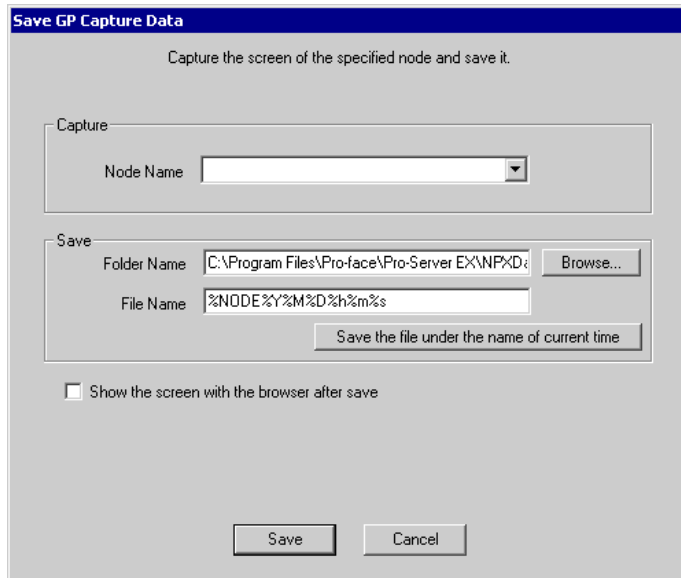 Save GP Capture Data
Capture the screen of the specified node and save it.
Capture
Node Name
Save
Folder Name C:\Program Files\Pro-face\Pro-Server EX\NPXDa Browse...
File Name %NODE%Y%M%D%h%m%s
Save the file under the name of current time
Show the screen with the browser after save
Save Cancel